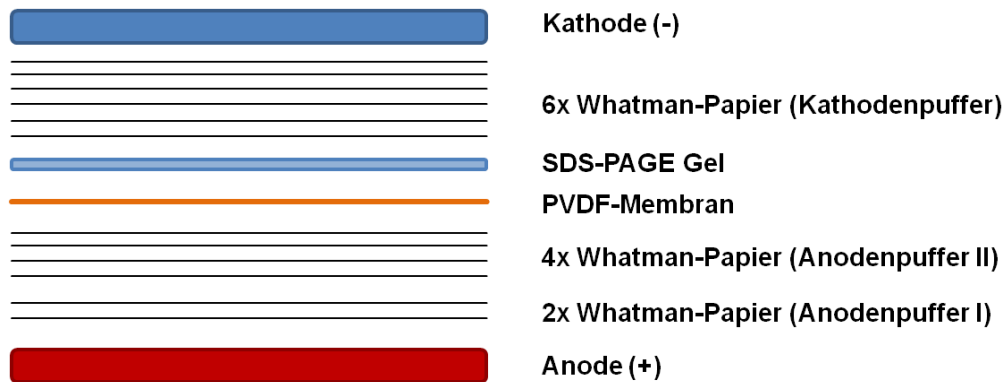 Kathode (-)
6x Whatman-Papier (Kathodenpuffer)
SDS-PAGE Gel
PVDF-Membran
4x Whatman-Papier (Anodenpuffer II)
2x Whatman-Papier (Anodenpuffer I)
Anode (+)